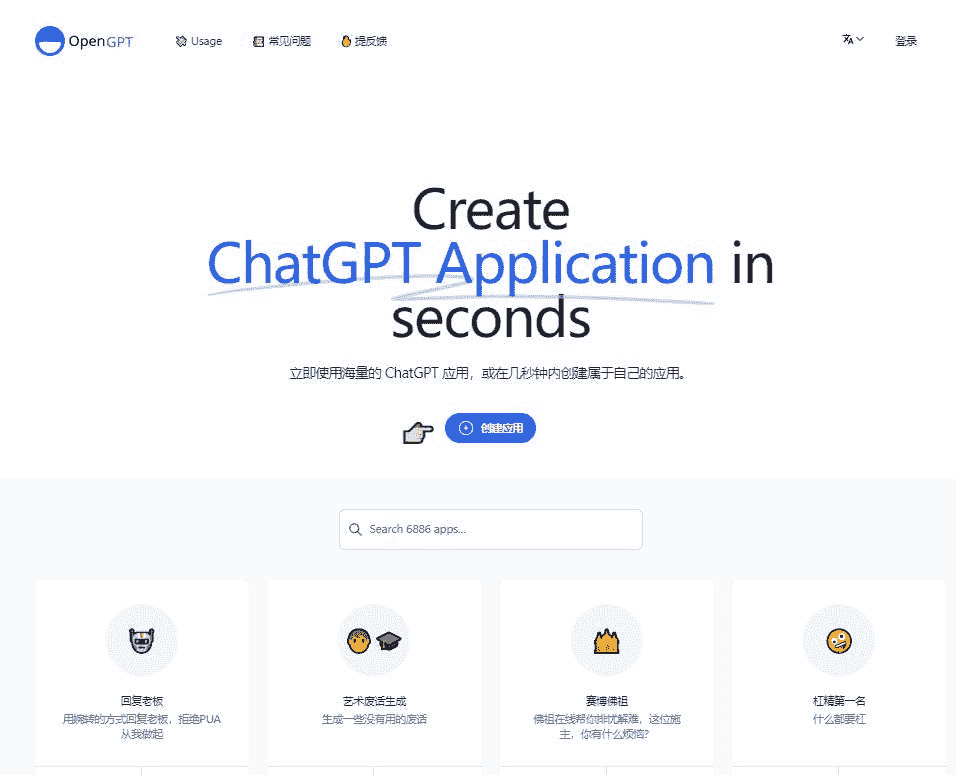 OpenGPT
Usage
常见问题
提反馈
登录
Create
ChatGPT Application in
seconds
立即使用海量的 ChatGPT 应用，或在几秒钟内创建属于自己的应用。
创建应用
Search 6886 apps...
回复老板
用婉转的方式回复老板，拒绝PUA
从我做起
艺术废话生成
生成一些没有用的废话
赛博佛祖
佛祖在线帮你排忧解难，这位施
主，你有什么烦恼?
杠精第一名
什么都要杠